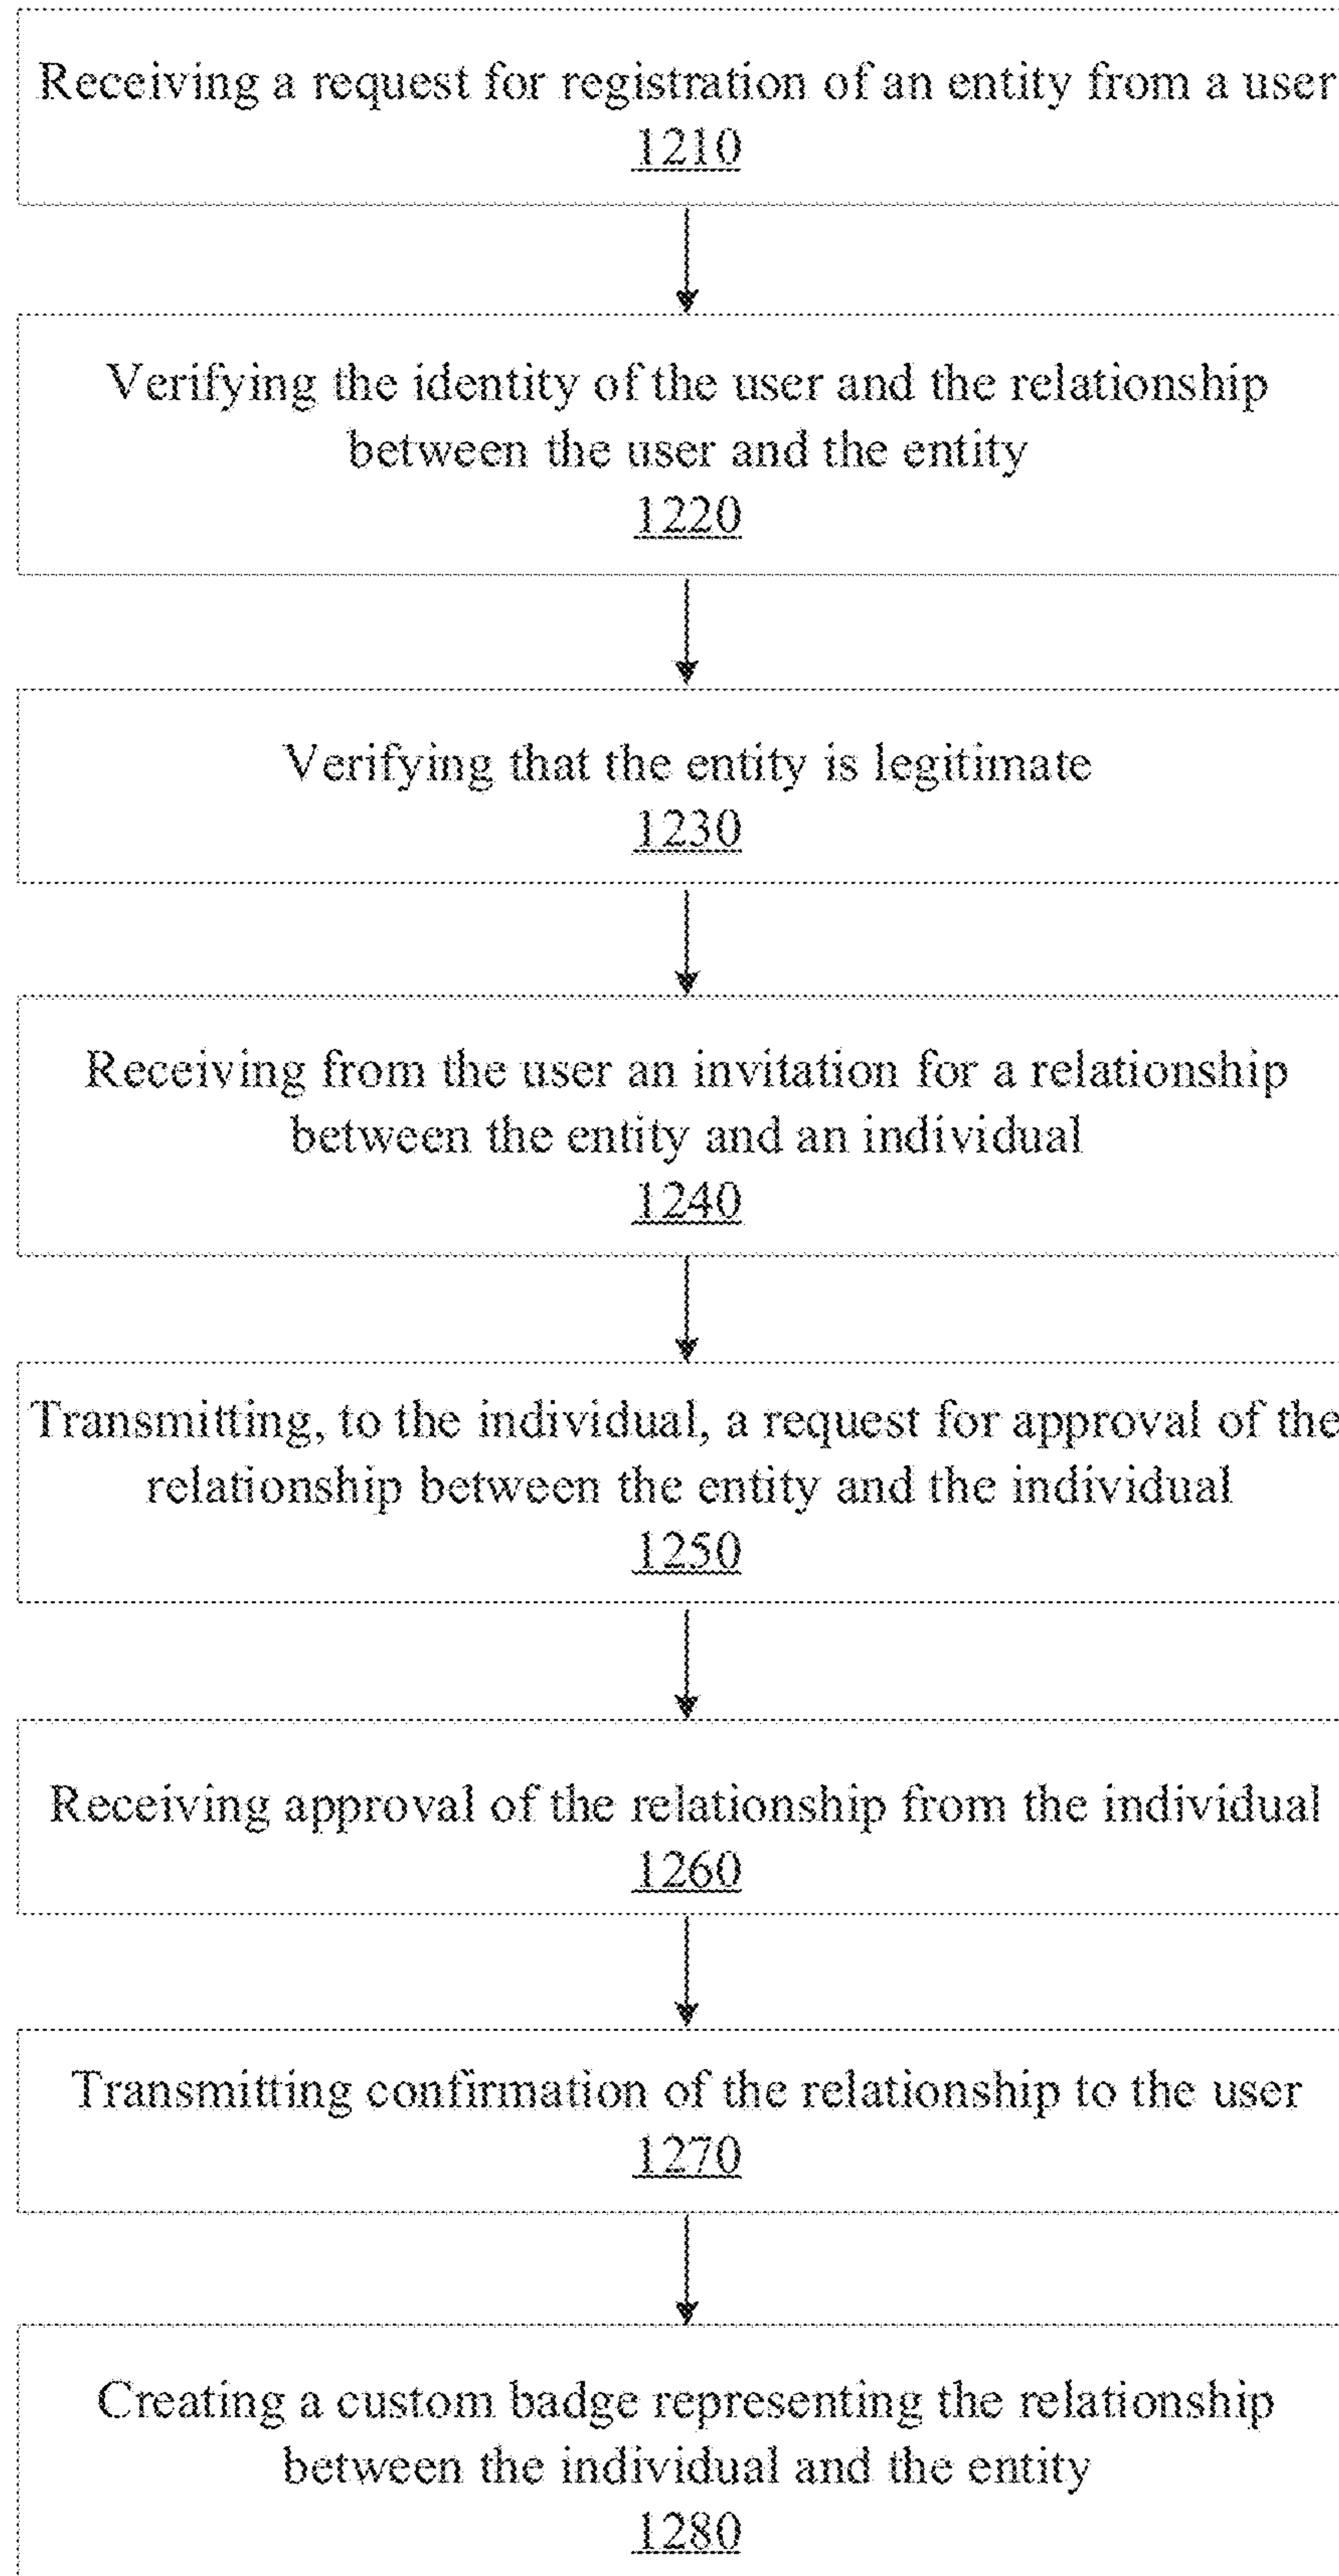 Receiving a request for registration of an entity from a user
1210
Verifying the identity of the user and the relationship
between the user and the entity
1220
Verifying that the entity is legitimate
1230
Receiving from the user an invitation for a relationship
between the entity and an individual
1240
Transmitting, to the individual, a request for approval of the
relationship between the entity and the individual
1250
Receiving approval of the relationship from the individual
1260
Transmitting confirmation of the relationship to the user
1270
Creating a custom badge representing the relationship
between the individual and the entity
1280